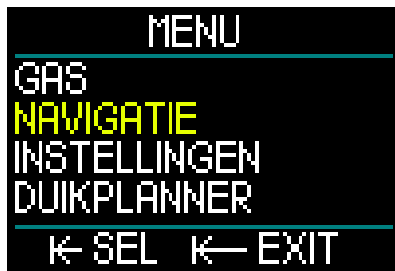 MENU
GAS
NAVIGATIE
INSTELLINGEN
DUIKPLANNER
K- SEL K— EXIT